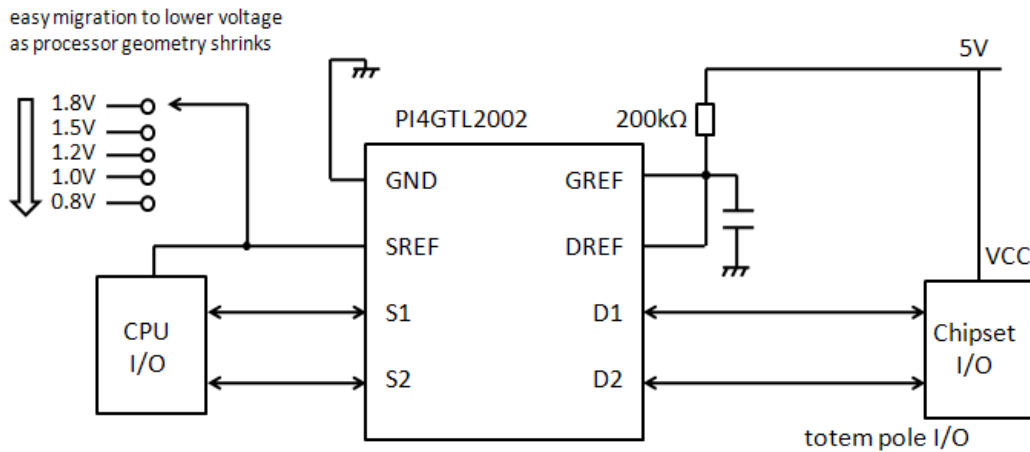 easy migration to lower voltage
as processor geometry shrinks
5V
1.8V
1.5V
1.2V
1.0V
0.8V
PI4GTL2002
200kΩ
GND
GREF
SREF
DREF
VCC
S1
D1
S2
D2
CPU
I/O
Chipset
I/O
totem pole I/O